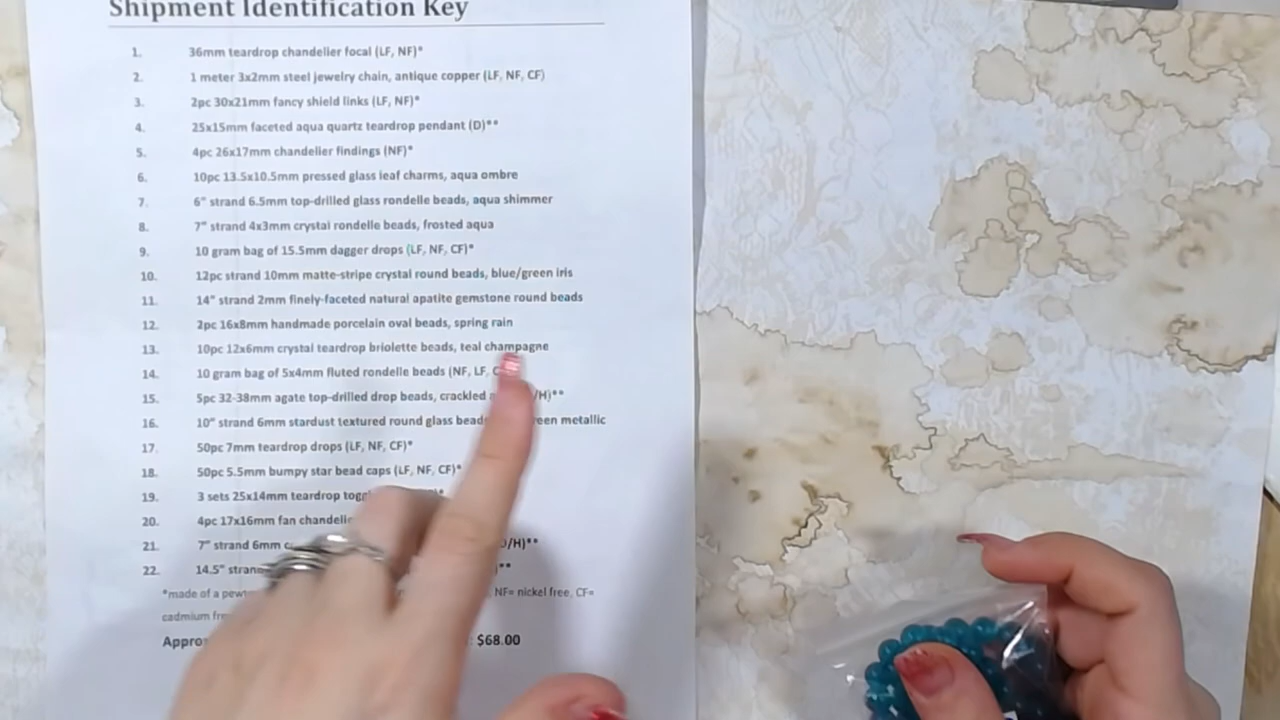 Shipment Identification Key
1. 36mm teardrop chandelier focal (LF, NF)*
2. 1 meter 3x2mm steel jewelry chain, antique copper (LF, NF, CF)
3. 2pc 30x21mm fancy shield links (LF, NF)*
4. 25x15mm faceted aqua quartz teardrop pendant (D)**
5. 4pc 26x17mm chandelier findings (NF)*
6. 10pc 13.5x10.5mm pressed glass leaf charms, aqua ombre
7. 6" strand 6.5mm top-drilled glass rondelle beads, aqua shimmer
8. 7" strand 4x3mm crystal rondelle beads, frosted aqua
9. 10 gram bag of 15.5mm dagger drops (LF, NF, CF)*
10. 12pc strand 10mm matte-stripe crystal round beads, blue/green iris
11. 14" strand 2mm finely-faceted natural apatite gemstone round beads
12. 2pc 16x8mm handmade porcelain oval beads, spring rain
13. 10pc 12x6mm crystal teardrop briolette beads, teal champagne
14. 10 gram bag of 5x4mm fluted rondelle beads (NF, LF,
15. 5pc 32-38mm agate top-drilled drop beads, crackled /H)**
16. 10" strand 6mm stardust textured round glass metallic
17. 50pc 7mm teardrop drops (LF, NF, CF)*
18. 50pc 5.5mm bumpy star bead caps (LF, NF, CF)*
19. 3 sets 25x14mm teardrop
20. 4pc 17x16mm fan
21. 7" strand 6mm /H)**
22. 14.5" **
*made of a NF= nickel free, CF=
cadmium
$68.00